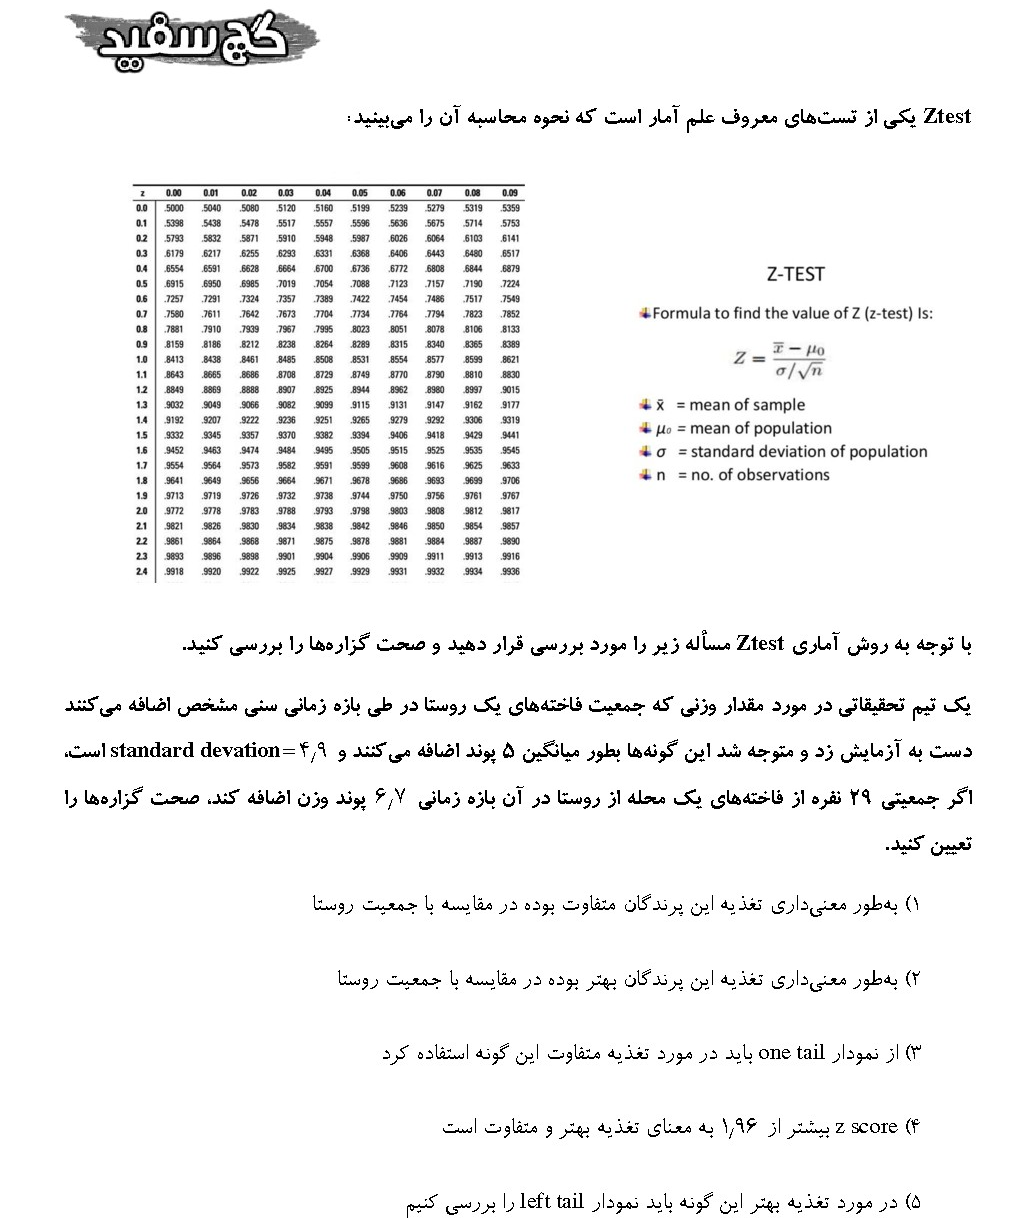 گچ سفید
Ztest یکی از تست‌های معروف علم آمار است که نحوه محاسبه آن را می‌بینید:
z 0.00 0.01 0.02 0.03 0.04 0.05 0.06 0.07 0.08 0.09
0.0 .5000 .5040 .5080 .5120 .5160 .5199 .5239 .5279 .5319 .5359
0.1 .5398 .5438 .5478 .5517 .5557 .5596 .5636 .5675 .5714 .5753
0.2 .5793 .5832 .5871 .5910 .5948 .5987 .6026 .6064 .6103 .6141
0.3 .6179 .6217 .6255 .6293 .6331 .6368 .6406 .6443 .6480 .6517
0.4 .6554 .6591 .6628 .6664 .6700 .6736 .6772 .6808 .6844 .6879
0.5 .6915 .6950 .6985 .7019 .7054 .7088 .7123 .7157 .7190 .7224
0.6 .7257 .7291 .7324 .7357 .7389 .7422 .7454 .7486 .7517 .7549
0.7 .7580 .7611 .7642 .7673 .7704 .7734 .7764 .7794 .7823 .7852
0.8 .7881 .7910 .7939 .7967 .7995 .8023 .8051 .8078 .8106 .8133
0.9 .8159 .8186 .8212 .8238 .8264 .8289 .8315 .8340 .8365 .8389
1.0 .8413 .8438 .8461 .8485 .8508 .8531 .8554 .8577 .8599 .8621
1.1 .8643 .8665 .8686 .8708 .8729 .8749 .8770 .8790 .8810 .8830
1.2 .8849 .8869 .8888 .8907 .8925 .8944 .8962 .8980 .8997 .9015
1.3 .9032 .9049 .9066 .9082 .9099 .9115 .9131 .9147 .9162 .9177
1.4 .9192 .9207 .9222 .9236 .9251 .9265 .9279 .9292 .9306 .9319
1.5 .9332 .9345 .9357 .9370 .9382 .9394 .9406 .9418 .9429 .9441
1.6 .9452 .9463 .9474 .9484 .9495 .9505 .9515 .9525 .9535 .9545
1.7 .9554 .9564 .9573 .9582 .9591 .9599 .9608 .9616 .9625 .9633
1.8 .9641 .9649 .9656 .9664 .9671 .9678 .9686 .9693 .9699 .9706
1.9 .9713 .9719 .9726 .9732 .9738 .9744 .9750 .9756 .9761 .9767
2.0 .9772 .9778 .9783 .9788 .9793 .9798 .9803 .9808 .9812 .9817
2.1 .9821 .9826 .9830 .9834 .9838 .9842 .9846 .9850 .9854 .9857
2.2 .9861 .9864 .9868 .9871 .9875 .9878 .9881 .9884 .9887 .9890
2.3 .9893 .9896 .9898 .9901 .9904 .9906 .9909 .9911 .9913 .9916
2.4 .9918 .9920 .9922 .9925 .9927 .9929 .9931 .9932 .9934 .9936
Z-TEST
Formula to find the value of Z (z-test) Is:
Z = (x̄ − μ₀) / (σ/√n)
x̄ = mean of sample
μ₀ = mean of population
σ = standard deviation of population
n = no. of observations
با توجه به روش آماری Ztest مسأله زیر را مورد بررسی قرار دهید و صحت گزاره‌ها را بررسی کنید.
یک تیم تحقیقاتی در مورد مقدار وزنی که جمعیت فاخته‌های یک روستا در طی بازه زمانی سنی مشخص اضافه می‌کنند
دست به آزمایش زد و متوجه شد این گونه‌ها بطور میانگین ۵ پوند اضافه می‌کنند و standard devation=۴٫۹ است،
اگر جمعیتی ۲۹ نفره از فاخته‌های یک محله از روستا در آن بازه زمانی ۶٫۷ پوند وزن اضافه کند، صحت گزاره‌ها را
تعیین کنید.
۱) به‌طور معنی‌داری تغذیه این پرندگان متفاوت بوده در مقایسه با جمعیت روستا
۲) به‌طور معنی‌داری تغذیه این پرندگان بهتر بوده در مقایسه با جمعیت روستا
۳) از نمودار one tail باید در مورد تغذیه متفاوت این گونه استفاده کرد
۴) z score بیشتر از ۱٫۹۶ به معنای تغذیه بهتر و متفاوت است
۵) در مورد تغذیه بهتر این گونه باید نمودار left tail را بررسی کنیم